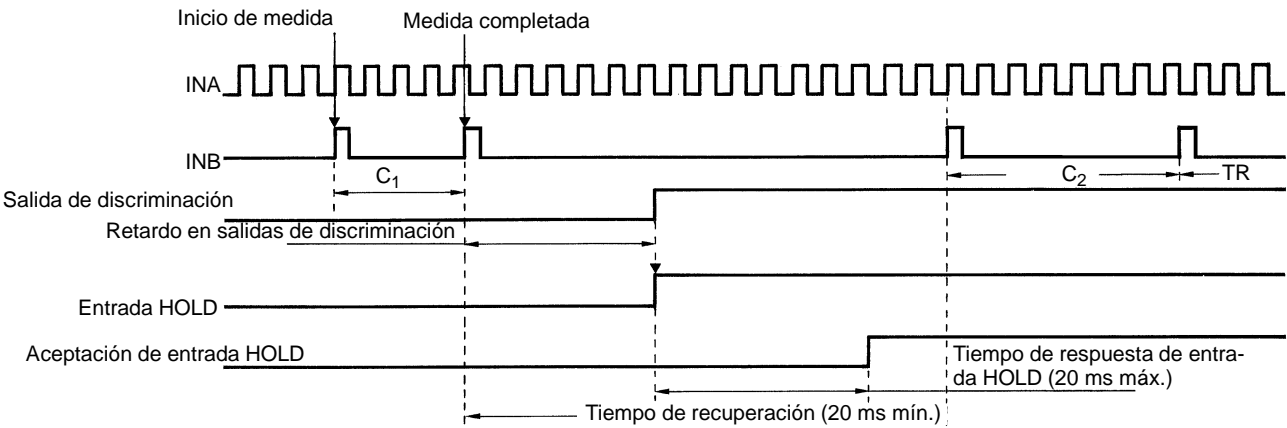 Inicio de medida
Medida completada
INA
INB
C1
C2
TR
Salida de discriminación
Retardo en salidas de discriminación
Entrada HOLD
Aceptación de entrada HOLD
Tiempo de respuesta de entra-
da HOLD (20 ms máx.)
Tiempo de recuperación (20 ms mín.)